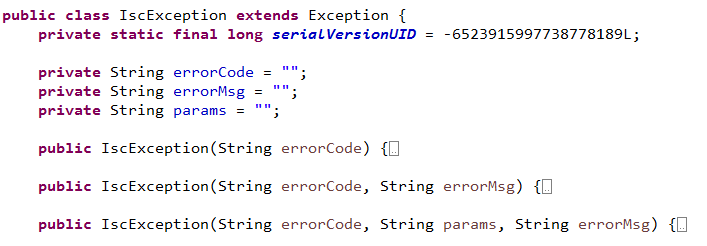 public class IscException extends Exception {
    private static final long serialVersionUID = -6523915997738778189L;
    private String errorCode = "";
    private String errorMsg = "";
    private String params = "";
    public IscException(String errorCode) {
    public IscException(String errorCode, String errorMsg) {
    public IscException(String errorCode, String params, String errorMsg) {